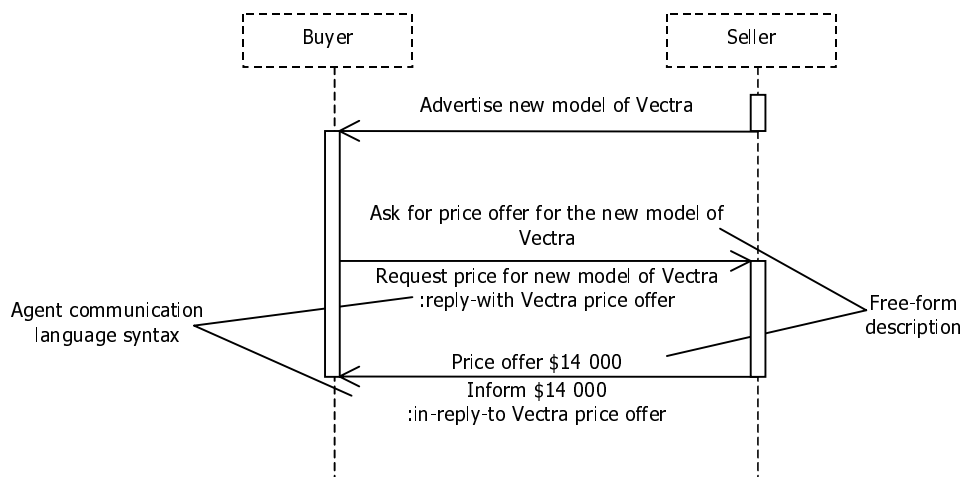 Buyer
Seller
Advertise new model of Vectra
Ask for price offer for the new model of
Vectra
Request price for new model of Vectra
:reply-with Vectra price offer
Agent communication
language syntax
Free-form
description
Price offer $14 000
Inform $14 000
:in-reply-to Vectra price offer